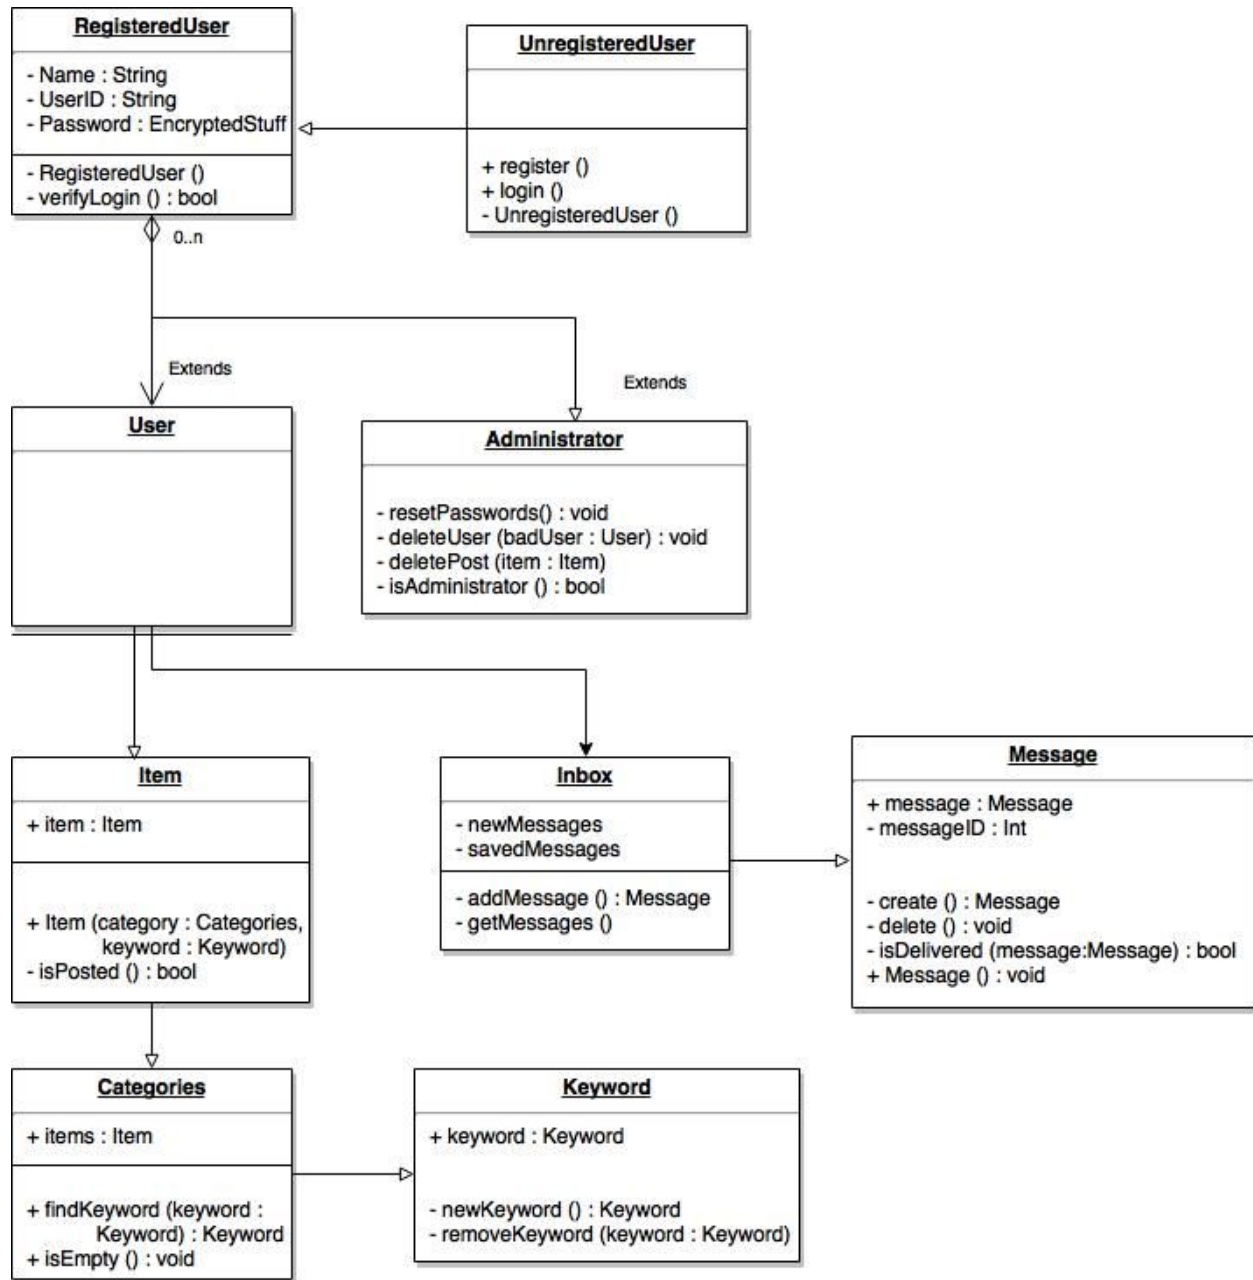 RegisteredUser
- Name : String
- UserID : String
- Password : EncryptedStuff
- RegisteredUser ()
- verifyLogin () : bool
UnregisteredUser
+ register ()
+ login ()
- UnregisteredUser ()
0..n
Extends
Extends
User
Administrator
- resetPasswords() : void
- deleteUser (badUser : User) : void
- deletePost (item : Item)
- isAdministrator () : bool
Item
+ item : Item
+ Item (category : Categories,
keyword : Keyword)
- isPosted () : bool
Inbox
- newMessages
- savedMessages
- addMessage () : Message
- getMessages ()
Message
+ message : Message
- messageID : Int
- create () : Message
- delete () : void
- isDelivered (message:Message) : bool
+ Message () : void
Categories
+ items : Item
+ findKeyword (keyword :
Keyword) : Keyword
+ isEmpty () : void
Keyword
+ keyword : Keyword
- newKeyword () : Keyword
- removeKeyword (keyword : Keyword)